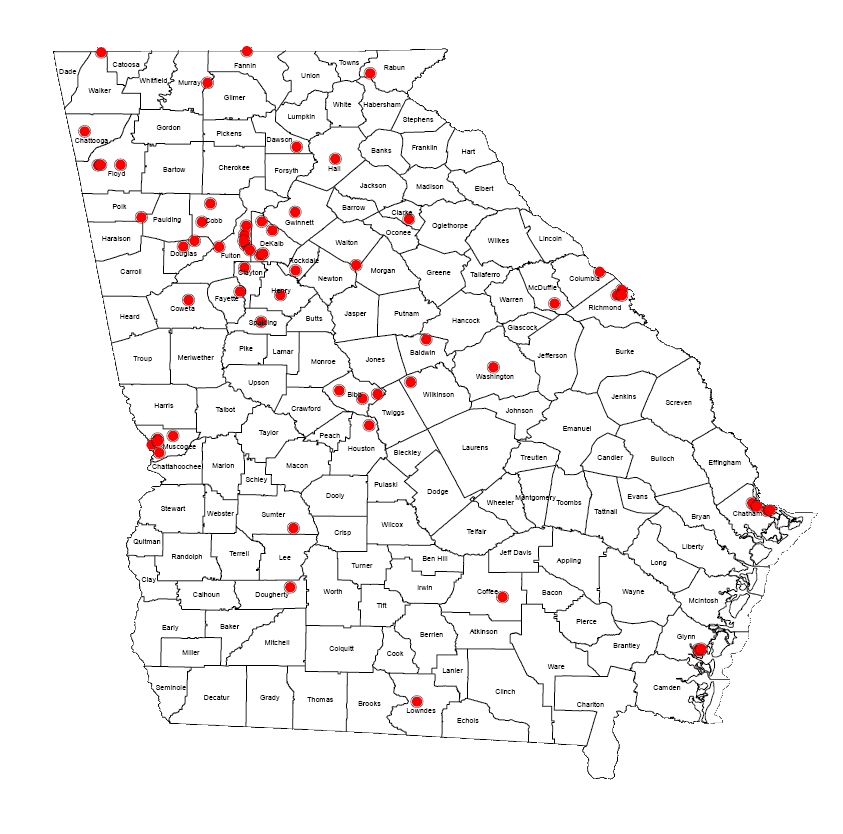 Dade
Catoosa
Walker
Whitfield
Murray
Fannin
Union
Towns
Rabun
Gilmer
White
Habersham
Lumpkin
Stephens
Chattooga
Gordon
Pickens
Dawson
Banks
Franklin
Hart
Floyd
Bartow
Cherokee
Forsyth
Hall
Jackson
Madison
Elbert
Polk
Paulding
Cobb
Gwinnett
Barrow
Clarke
Oconee
Oglethorpe
Haralson
Douglas
Fulton
DeKalb
Walton
Wilkes
Lincoln
Carroll
Clayton
Rockdale
Newton
Morgan
Greene
Taliaferro
McDuffie
Columbia
Heard
Coweta
Fayette
Henry
Spalding
Butts
Jasper
Putnam
Hancock
Warren
Glascock
Richmond
Troup
Meriwether
Pike
Lamar
Monroe
Jones
Baldwin
Washington
Jefferson
Burke
Upson
Harris
Talbot
Crawford
Bibb
Twiggs
Wilkinson
Johnson
Jenkins
Screven
Muscogee
Chattahoochee
Marion
Taylor
Peach
Houston
Macon
Schley
Bleckley
Laurens
Emanuel
Treutlen
Candler
Bulloch
Effingham
Stewart
Webster
Sumter
Dooly
Pulaski
Dodge
Wheeler
Montgomery
Toombs
Tattnall
Evans
Bryan
Chatham
Quitman
Randolph
Terrell
Lee
Crisp
Wilcox
Telfair
Liberty
Long
Clay
Calhoun
Dougherty
Worth
Turner
Ben Hill
Irwin
Tift
Jeff Davis
Coffee
Appling
Bacon
Wayne
McIntosh
Early
Baker
Miller
Mitchell
Colquitt
Cook
Berrien
Atkinson
Pierce
Brantley
Glynn
Seminole
Decatur
Grady
Thomas
Brooks
Lanier
Lowndes
Echols
Clinch
Ware
Charlton
Camden